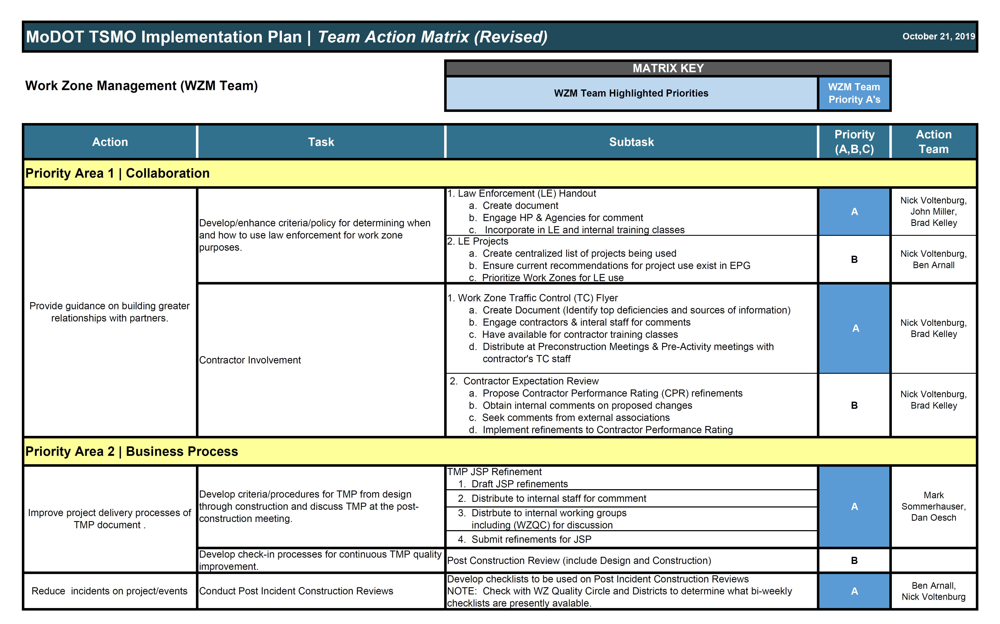 MoDOT TSMO Implementation Plan | Team Action Matrix (Revised)
October 21, 2019
Work Zone Management (WZM Team)
MATRIX KEY
WZM Team Highlighted Priorities
WZM Team
Priority A's
Action
Task
Subtask
Priority
(A,B,C)
Action
Team
Priority Area 1 | Collaboration
Provide guidance on building greater
relationships with partners.
Develop/enhance criteria/policy for determining when
and how to use law enforcement for work zone
purposes.
1. Law Enforcement (LE) Handout
a. Create document
b. Engage HP & Agencies for comment
c. Incorporate in LE and internal training classes
A
Nick Voltenburg,
John Miller,
Brad Kelley
2. LE Projects
a. Create centralized list of projects being used
b. Ensure current recommendations for project use exist in EPG
c. Prioritize Work Zones for LE use
B
Nick Voltenburg,
Ben Arnall
Contractor Involvement
1. Work Zone Traffic Control (TC) Flyer
a. Create Document (Identify top deficiencies and sources of information)
b. Engage contractors & interal staff for comments
c. Have available for contractor training classes
d. Distribute at Preconstruction Meetings & Pre-Activity meetings with
contractor's TC staff
A
Nick Voltenburg,
Brad Kelley
2. Contractor Expectation Review
a. Propose Contractor Performance Rating (CPR) refinements
b. Obtain internal comments on proposed changes
c. Seek comments from external associations
d. Implement refinements to Contractor Performance Rating
B
Nick Voltenburg,
Brad Kelley
Priority Area 2 | Business Process
Improve project delivery processes of
TMP document .
Develop criteria/procedures for TMP from design
through construction and discuss TMP at the post-
construction meeting.
TMP JSP Refinement
1. Draft JSP refinements
2. Distribute to internal staff for commment
3. Distrbute to internal working groups
including (WZQC) for discussion
4. Submit refinements for JSP
A
Mark
Sommerhauser,
Dan Oesch
Develop check-in processes for continuous TMP quality
improvement.
Post Construction Review (include Design and Construction)
B
Reduce incidents on project/events
Conduct Post Incident Construction Reviews
Develop checklists to be used on Post Incident Construction Reviews
NOTE: Check with WZ Quality Circle and Districts to determine what bi-weekly
checklists are presently avalable.
A
Ben Arnall,
Nick Voltenburg